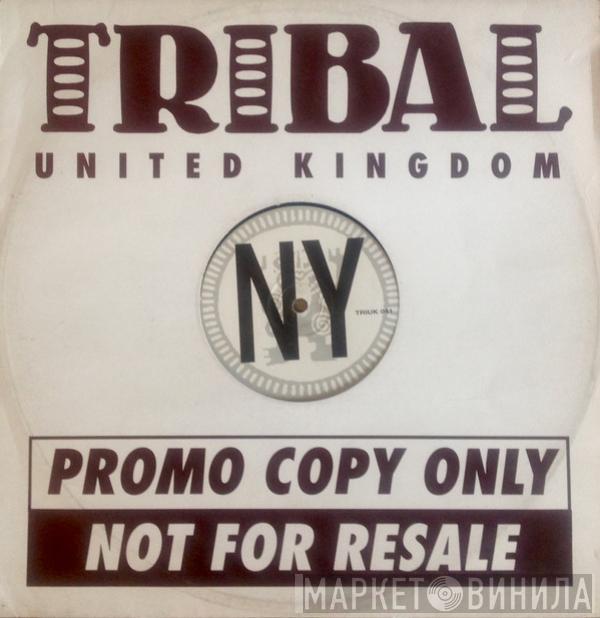 TRIBAL
UNITED KINGDOM
NY
PROMO COPY ONLY
NOT FOR RESALE
МАРКЕТ ВИНИЛА